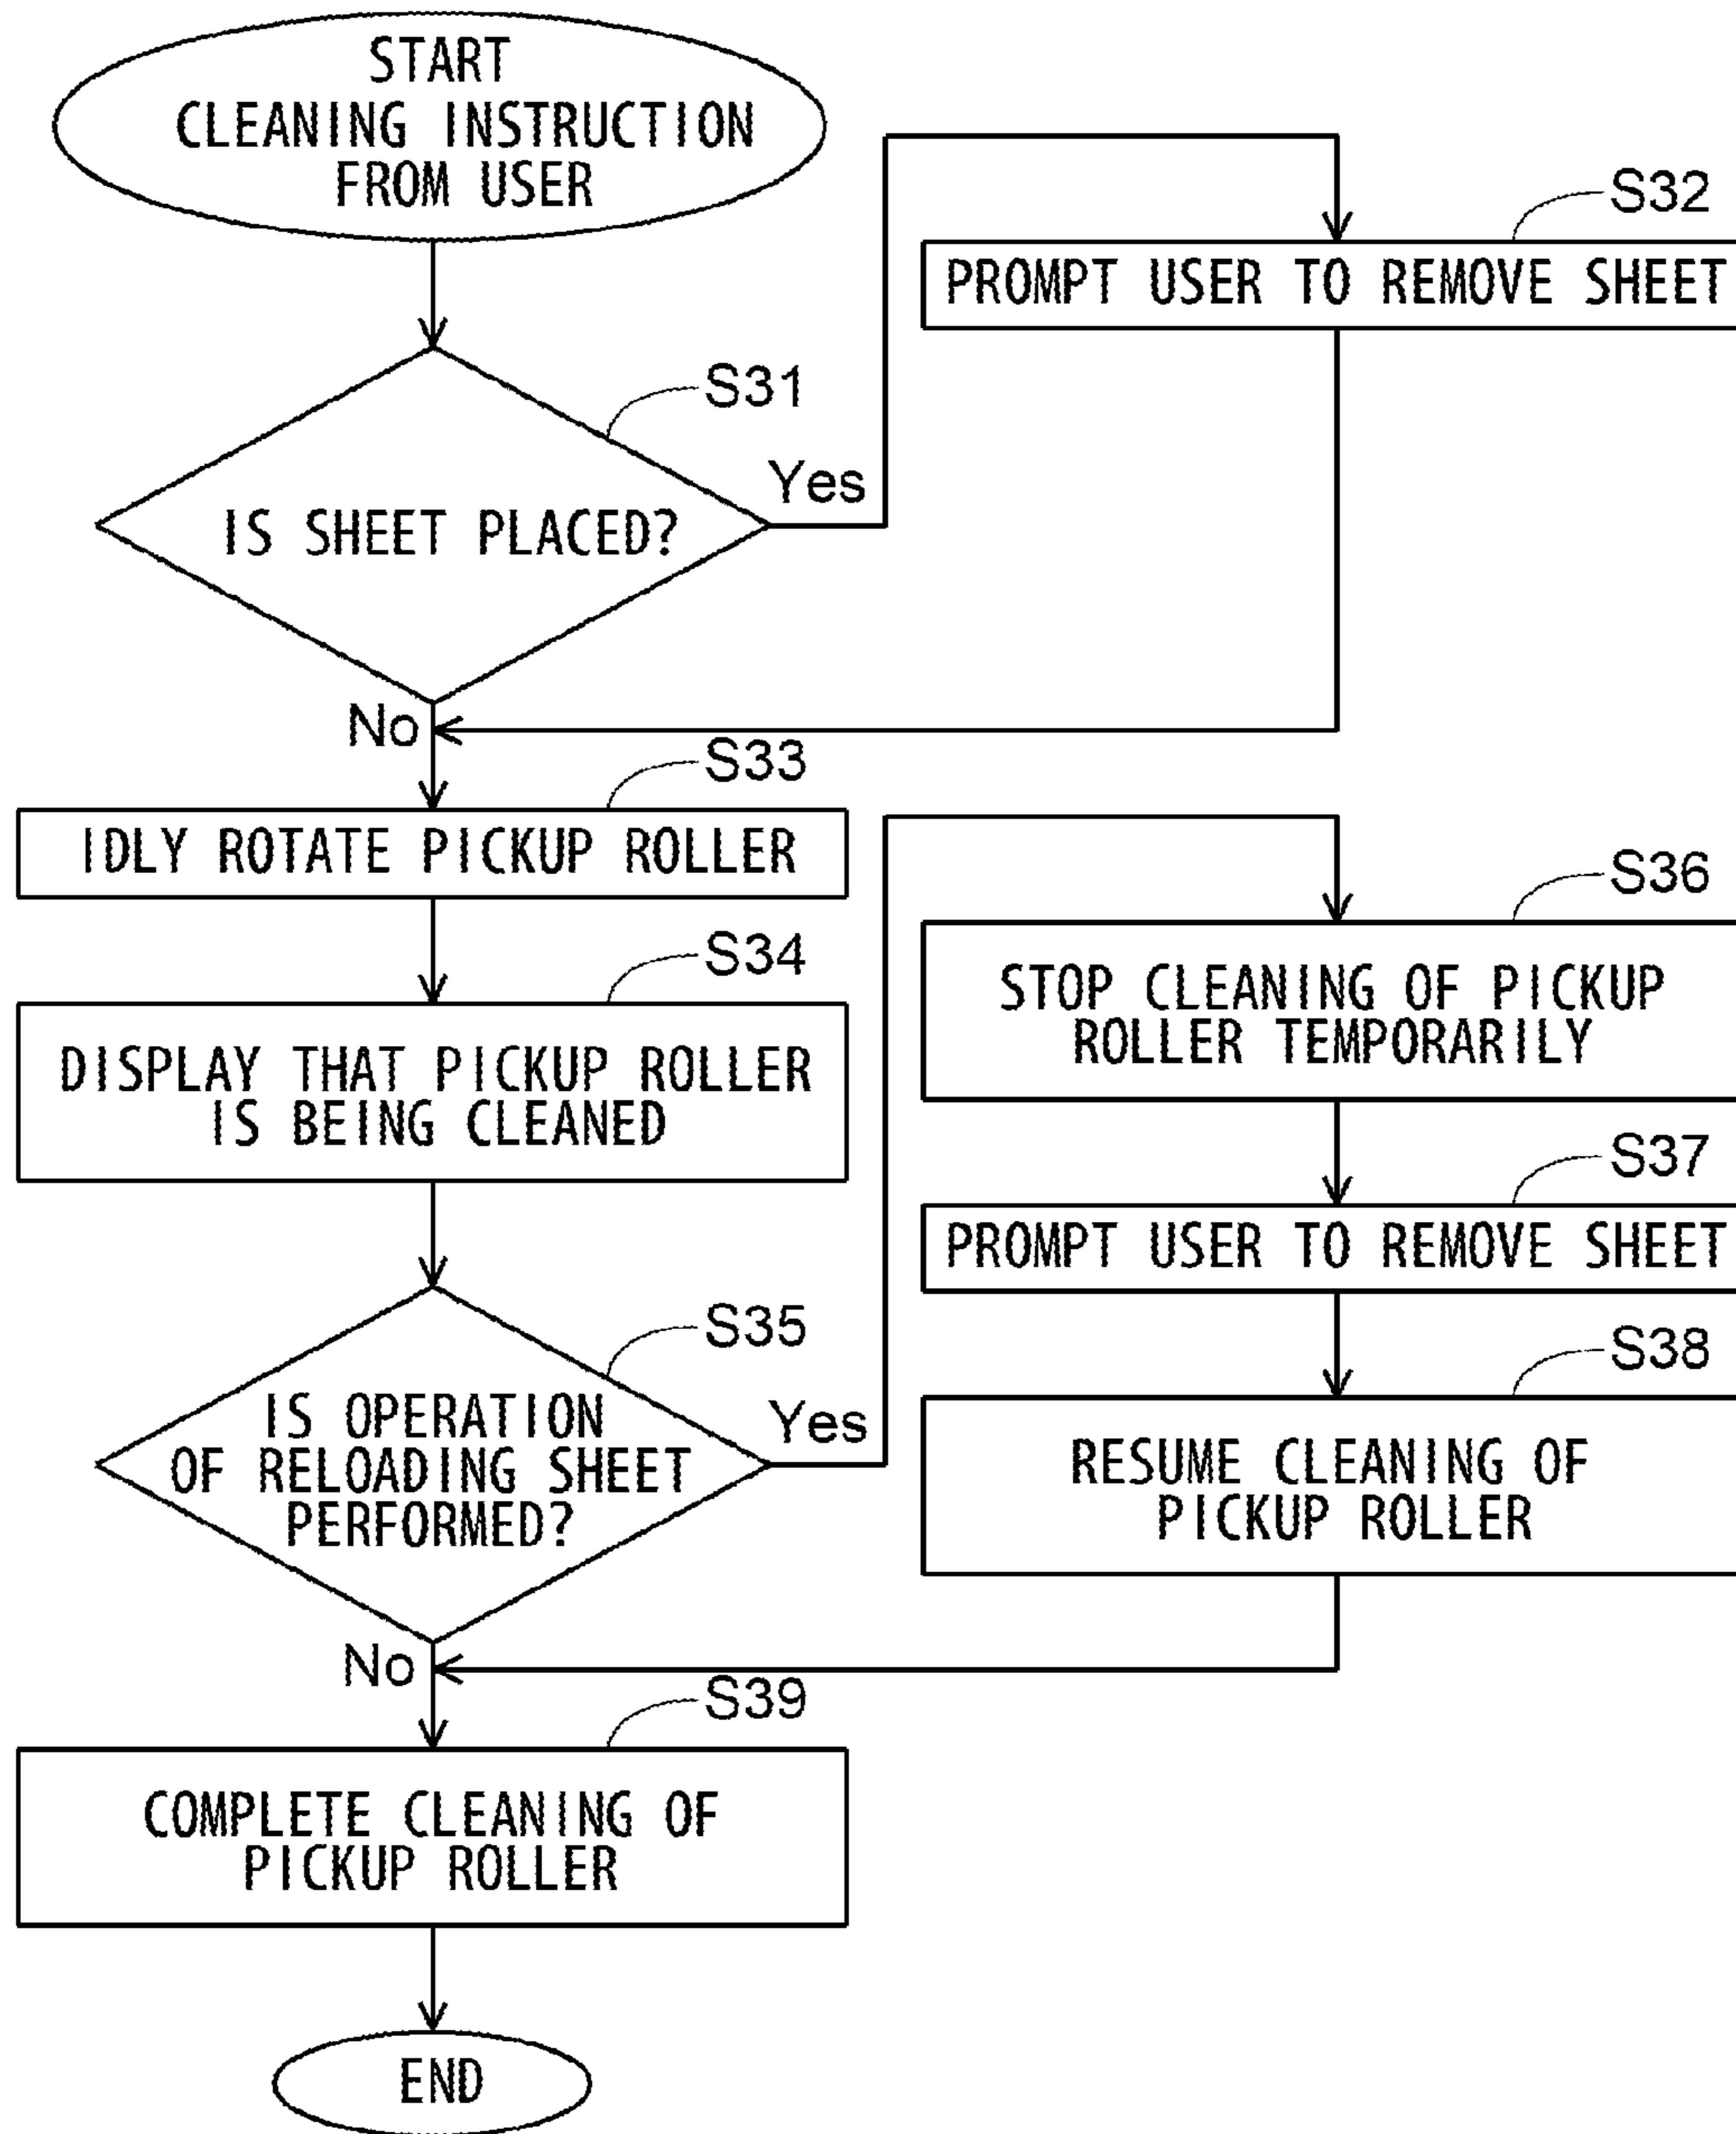 START
CLEANING INSTRUCTION
FROM USER
S32
PROMPT USER TO REMOVE SHEET
S31
Yes
IS SHEET PLACED?
No
S33
IDLY ROTATE PICKUP ROLLER
S34
DISPLAY THAT PICKUP ROLLER
IS BEING CLEANED
S35
Yes
IS OPERATION
OF RELOADING SHEET
PERFORMED?
No
S36
STOP CLEANING OF PICKUP
ROLLER TEMPORARILY
S37
PROMPT USER TO REMOVE SHEET
S38
RESUME CLEANING OF
PICKUP ROLLER
S39
COMPLETE CLEANING OF
PICKUP ROLLER
END